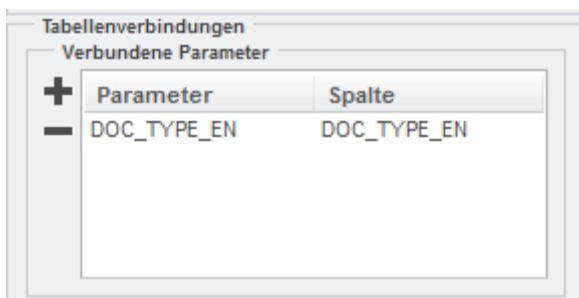 Tabellenverbindungen
Verbundene Parameter
Parameter Spalte
DOC_TYPE_EN DOC_TYPE_EN